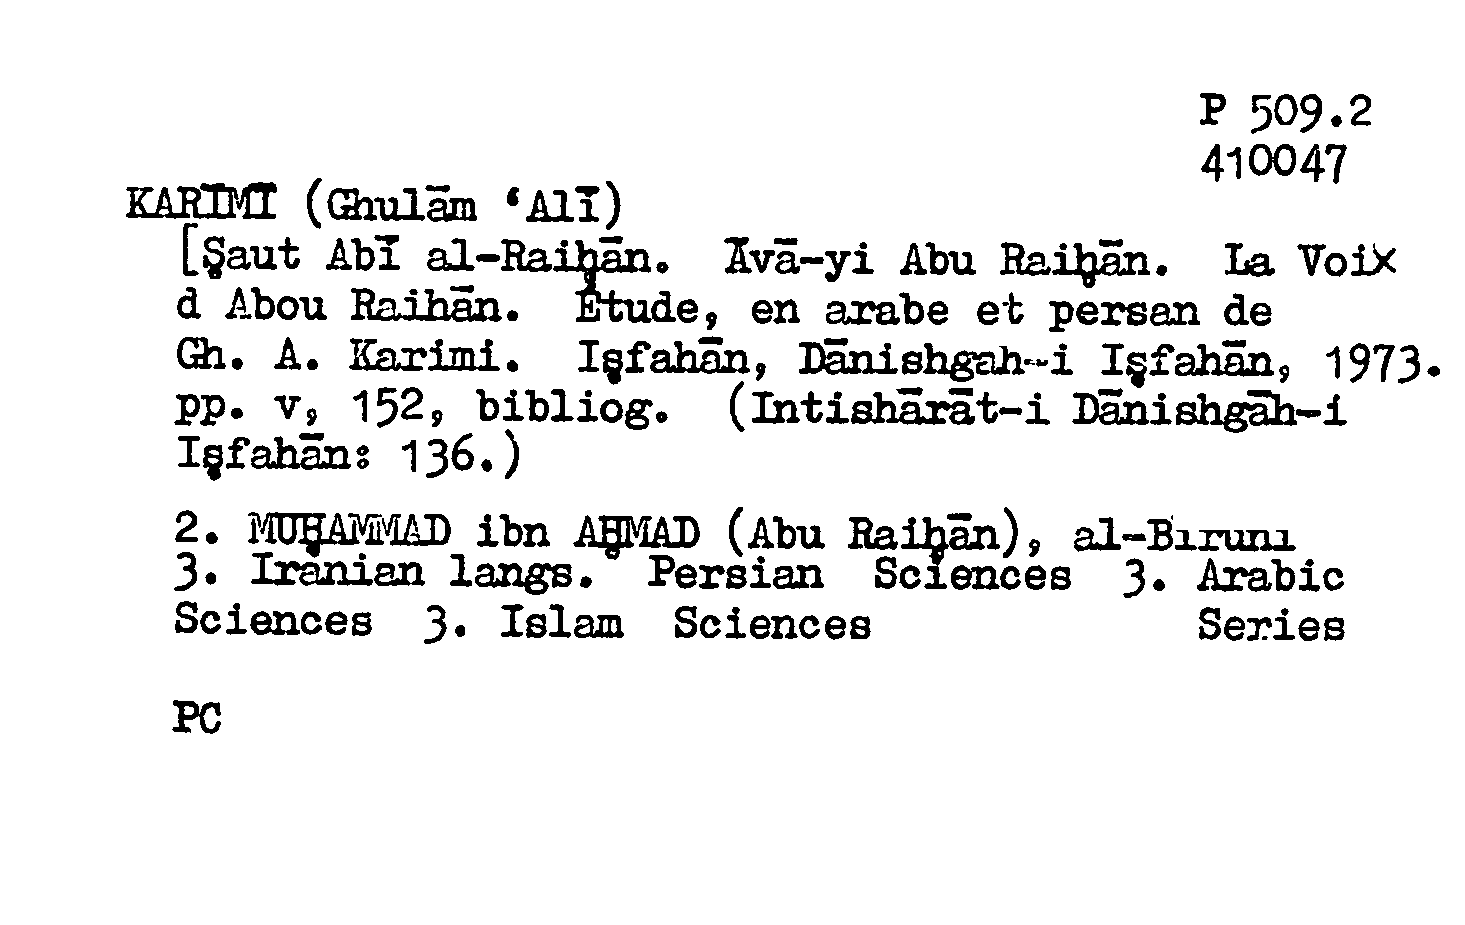 P 509.2
410047
KARĪMĪ (Ghulām ‘Alī)
[Ṣaut Abī al-Raiḥān. Āvā-yi Abu Raiḥān. La Voix
d Abou Raihān. Étude, en arabe et persan de
Gh. A. Karimi. Iṣfahān, Dānishgah-i Iṣfahān, 1973.
pp. v, 152, bibliog. (Intishārāt-i Dānishgāh-i
Iṣfahān: 136.)
2. MUḤAMMAD ibn AḤMAD (Abu Raiḥān), al-Bīrunı
3. Iranian langs. Persian Sciences 3. Arabic
Sciences 3. Islam Sciences Series
PC